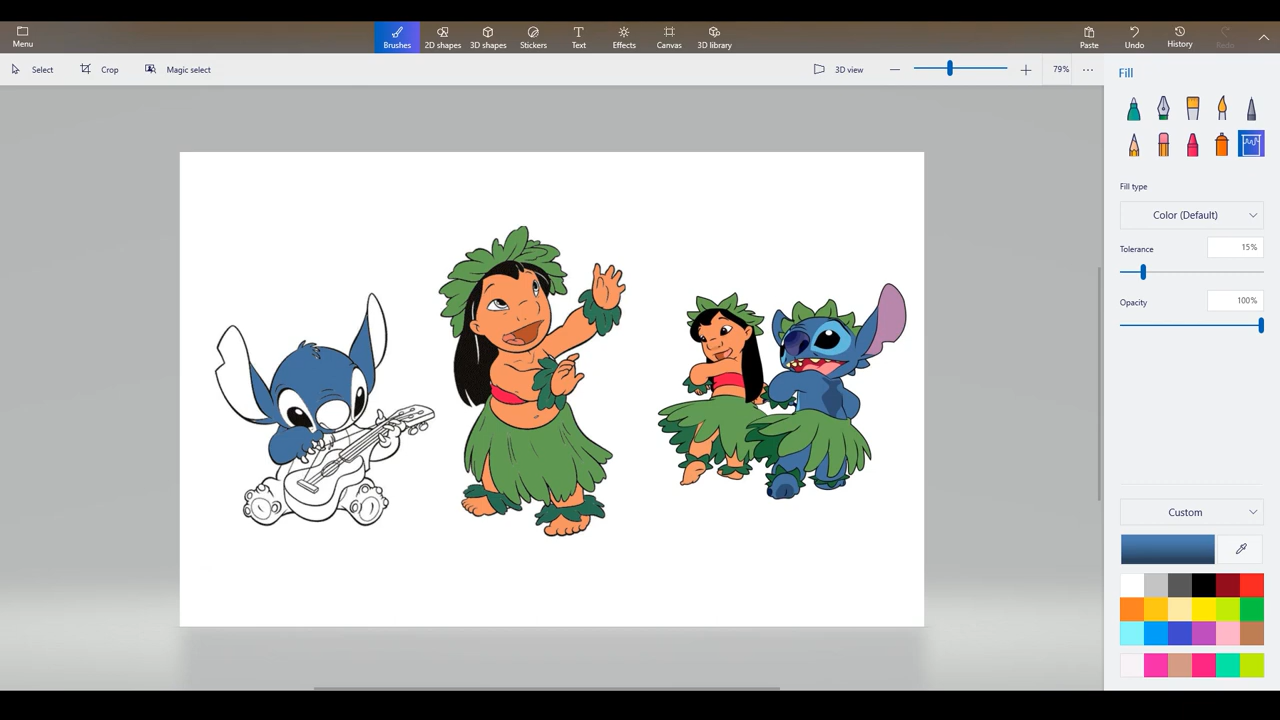 Menu
Brushes
2D shapes
3D shapes
Stickers
Text
Effects
Canvas
3D library
Paste
Undo
History
Redo
Select
Crop
Magic select
3D view
79%
Fill
Fill type
Color (Default)
Tolerance
15%
Opacity
100%
Custom